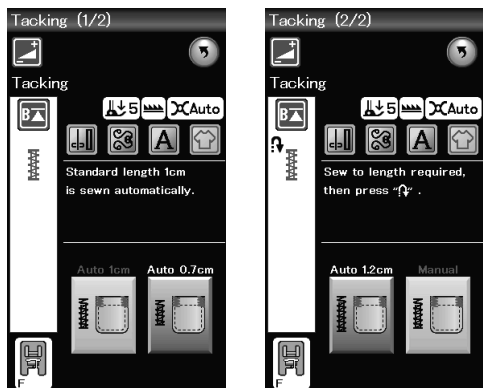 Tacking (1/2)
Tacking
B
5
Auto
A
Standard length 1cm
is sewn automatically.
Auto 1cm
Auto 0.7cm
F
Tacking (2/2)
Tacking
B
5
Auto
A
Sew to length required,
then press “ ” .
Auto 1.2cm
Manual
F